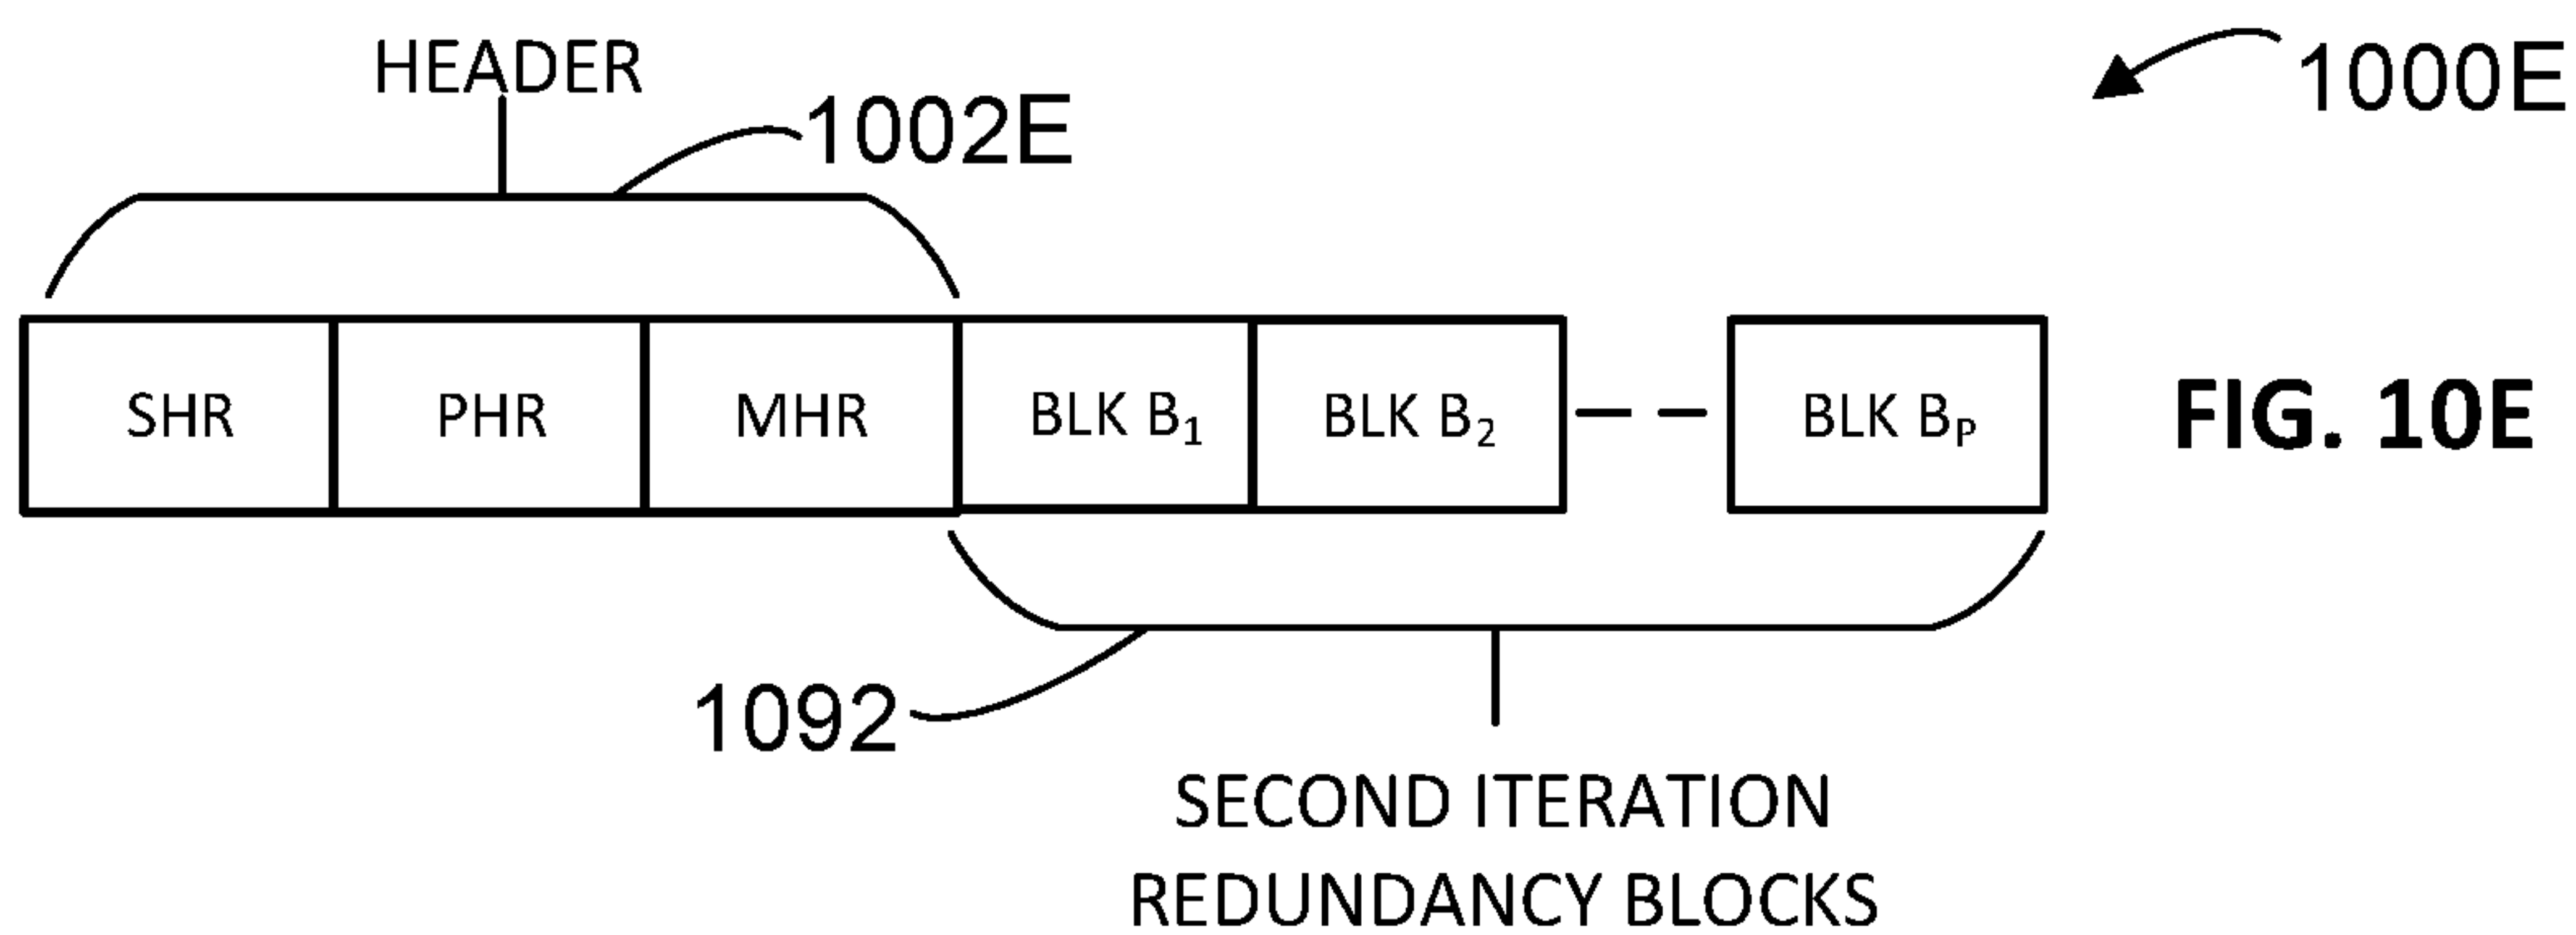 HEADER
1000E
1002E
SHR PHR MHR BLK B₁ BLK B₂ BLK Bₚ
FIG. 10E
1092
SECOND ITERATION
REDUNDANCY BLOCKS